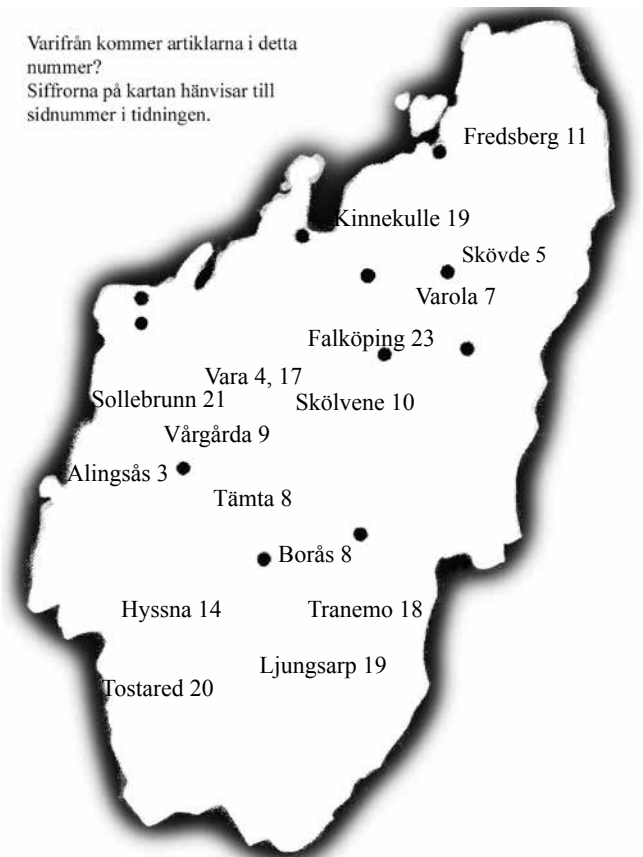 Varifrån kommer artiklarna i detta
nummer?
Siffrorna på kartan hänvisar till
sidnummer i tidningen.
Fredsberg 11
Kinnekulle 19
Skövde 5
Varola 7
Falköping 23
Vara 4, 17
Sollebrunn 21
Skölvene 10
Vårgårda 9
Alingsås 3
Tämta 8
Borås 8
Hyssna 14
Tranemo 18
Ljungsarp 19
Tostared 20